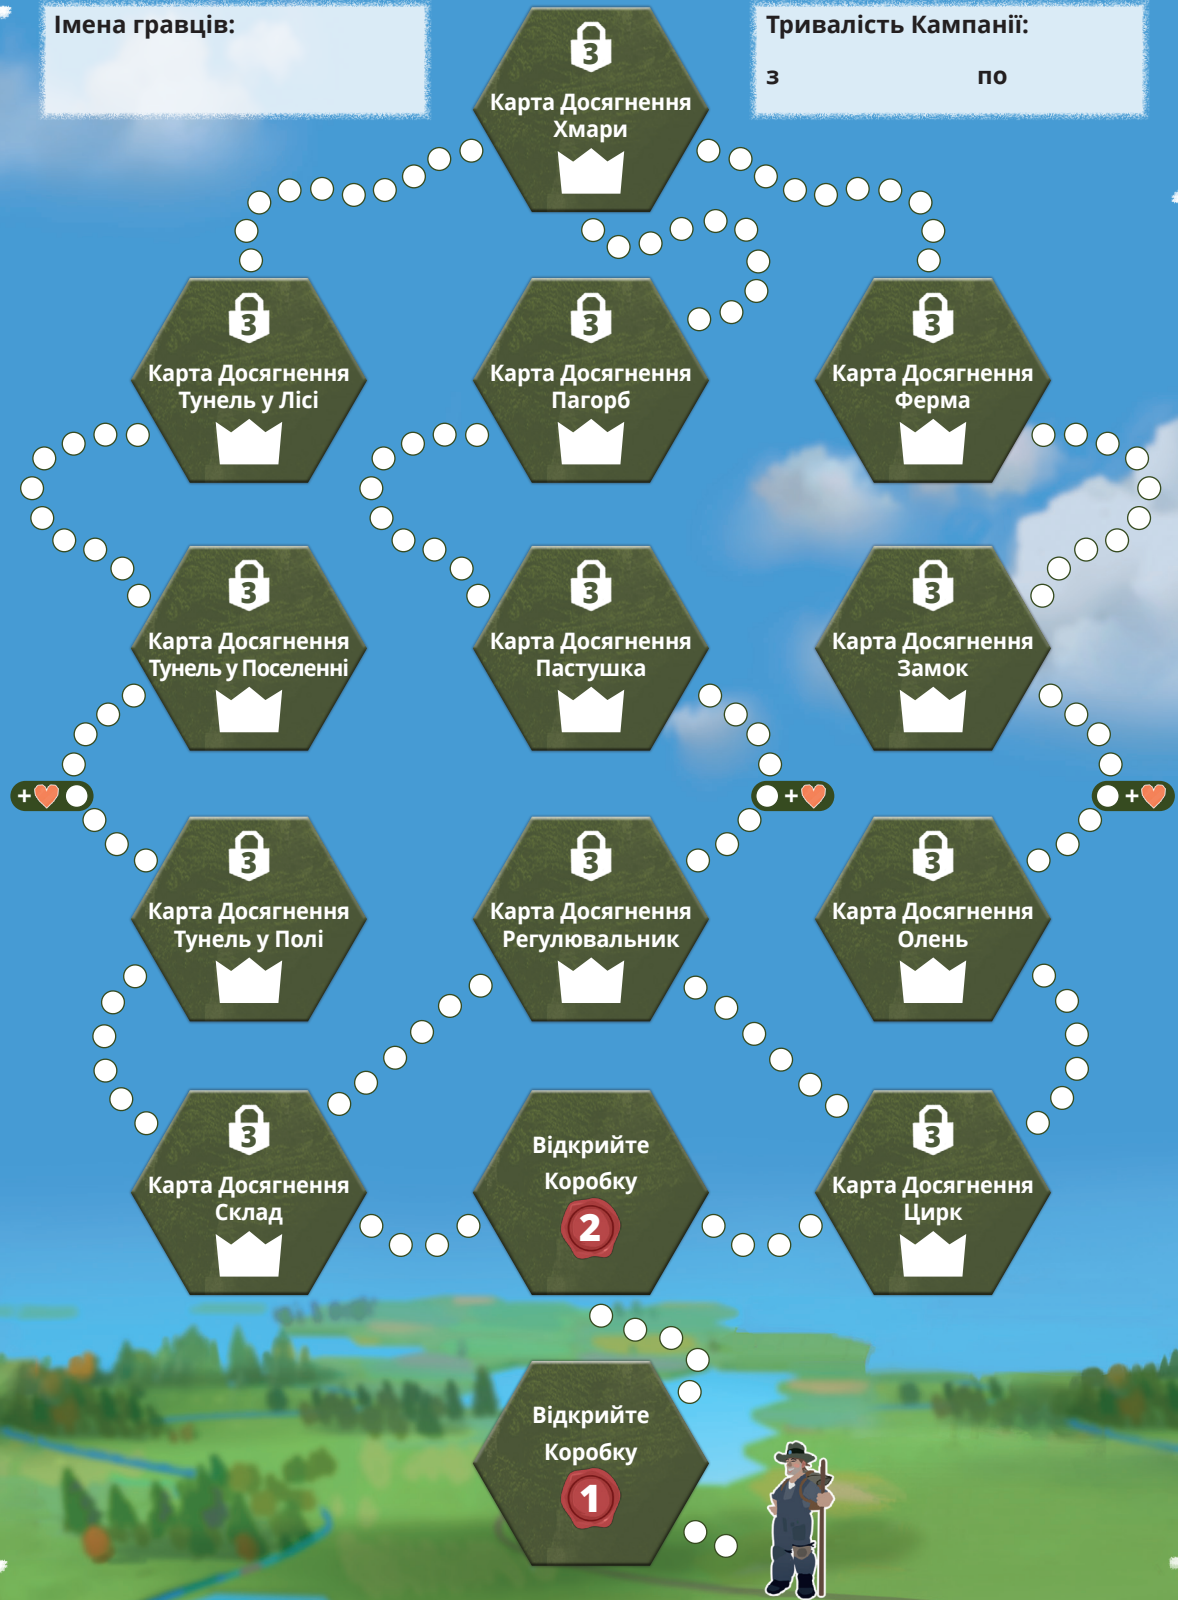 Імена гравців:
Тривалість Кампанії:
з по
3
Карта Досягнення
Хмари
3
Карта Досягнення
Тунель у Лісі
3
Карта Досягнення
Пагорб
3
Карта Досягнення
Ферма
3
Карта Досягнення
Тунель у Поселенні
3
Карта Досягнення
Пастушка
3
Карта Досягнення
Замок
+
+
+
3
Карта Досягнення
Тунель у Полі
3
Карта Досягнення
Регулювальник
3
Карта Досягнення
Олень
3
Карта Досягнення
Склад
Відкрийте
Коробку
2
3
Карта Досягнення
Цирк
Відкрийте
Коробку
1